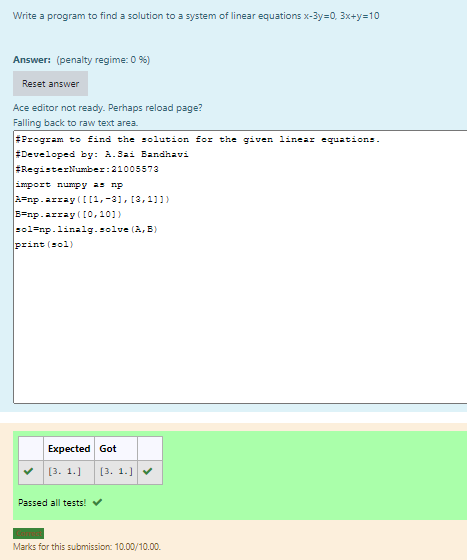 Write a program to find a solution to a system of linear equations x-3y=0, 3x+y=10
Answer: (penalty regime: 0 %)
Reset answer
Ace editor not ready. Perhaps reload page?
Falling back to raw text area.
#Program to find the solution for the given linear equations.
#Developed by: A.Sai Bandhavi
#RegisterNumber:21005573
import numpy as np
A=np.array([[1,-3],[3,1]])
B=np.array([0,10])
sol=np.linalg.solve(A,B)
print(sol)
Expected Got
✔ [3. 1.] [3. 1.] ✔
Passed all tests! ✔
Marks for this submission: 10.00/10.00.